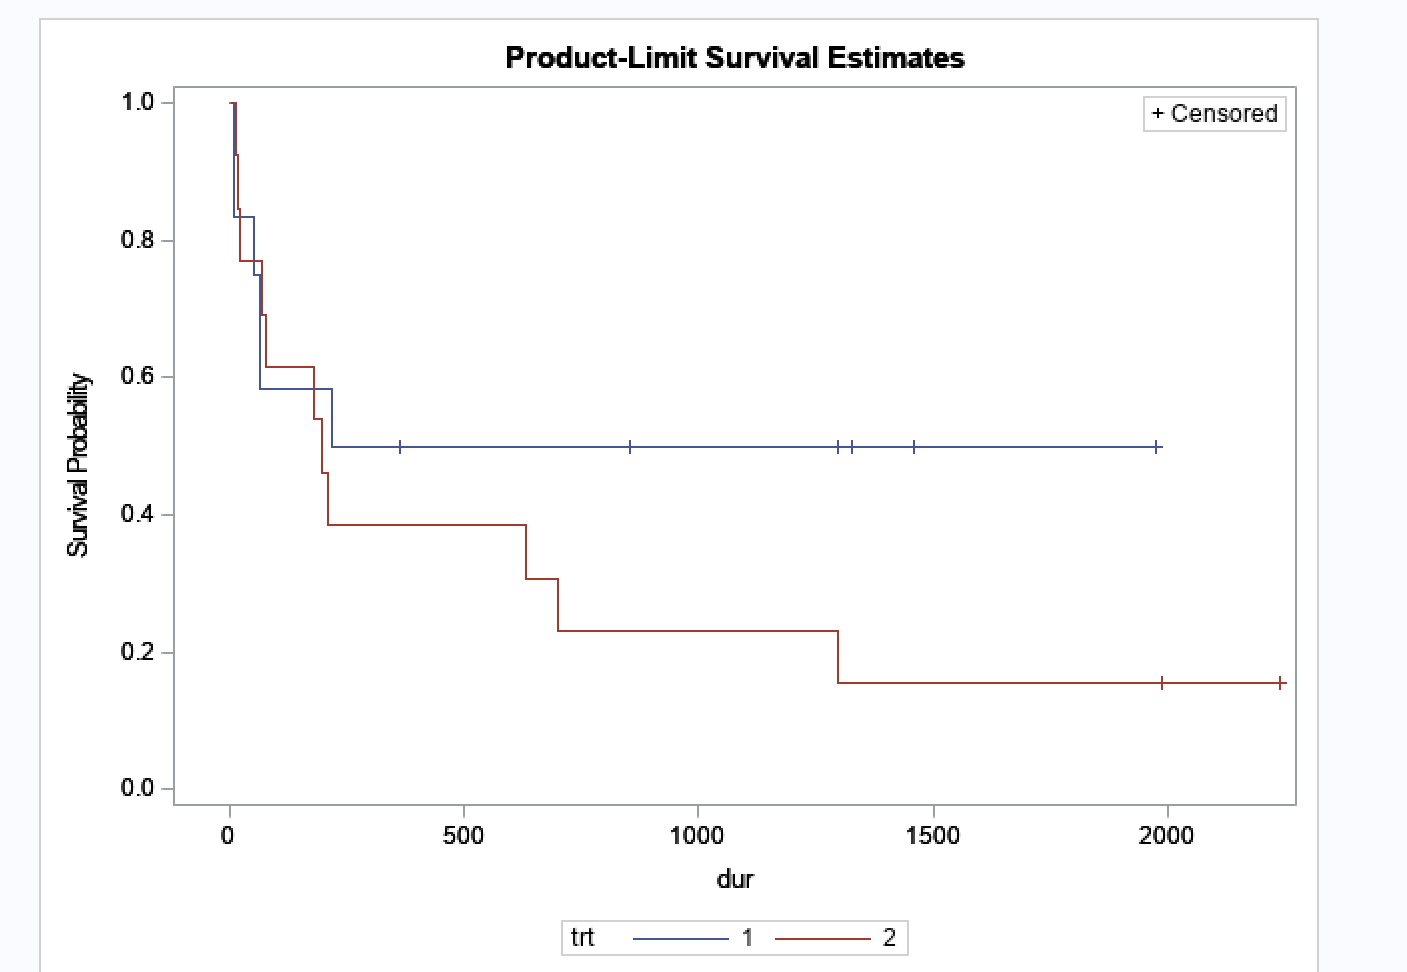 Product-Limit Survival Estimates
+ Censored
1.0
0.8
0.6
0.4
0.2
0.0
Survival Probability
0 500 1000 1500 2000
dur
trt 1 2